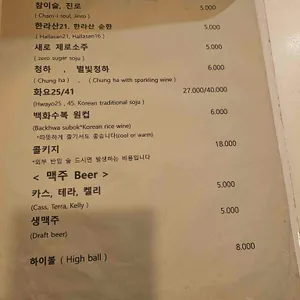 참이슬, 진로 5.000
( Cham-i seul, Jinro )
한라산21. 한라산 순한 5.000
( Hallasan21, Hallasan16 )
새로 제로소주 5.000
( zero sugar soju )
청하 , 별빛청하 6.000
( Chung ha ). ( Chung ha with sparkling wine )
화요25/41 27.000/40.000
(Hwayo25 , 45. Korean traditional soju )
백화수복 원컵 6.000
(Backhwa subok*Korean rice wine)
*따뜻하게 즐기셔도 좋습니다(cool or warm)
콜키지 18.000
*외부 반입 술 드시면 발생하는 비용입니다
< 맥주 Beer >
카스, 테라, 켈리 5.000
(Cass, Terra, Kelly )
생맥주 5.000
(Draft beer)
하이볼 ( High ball ) 8.000